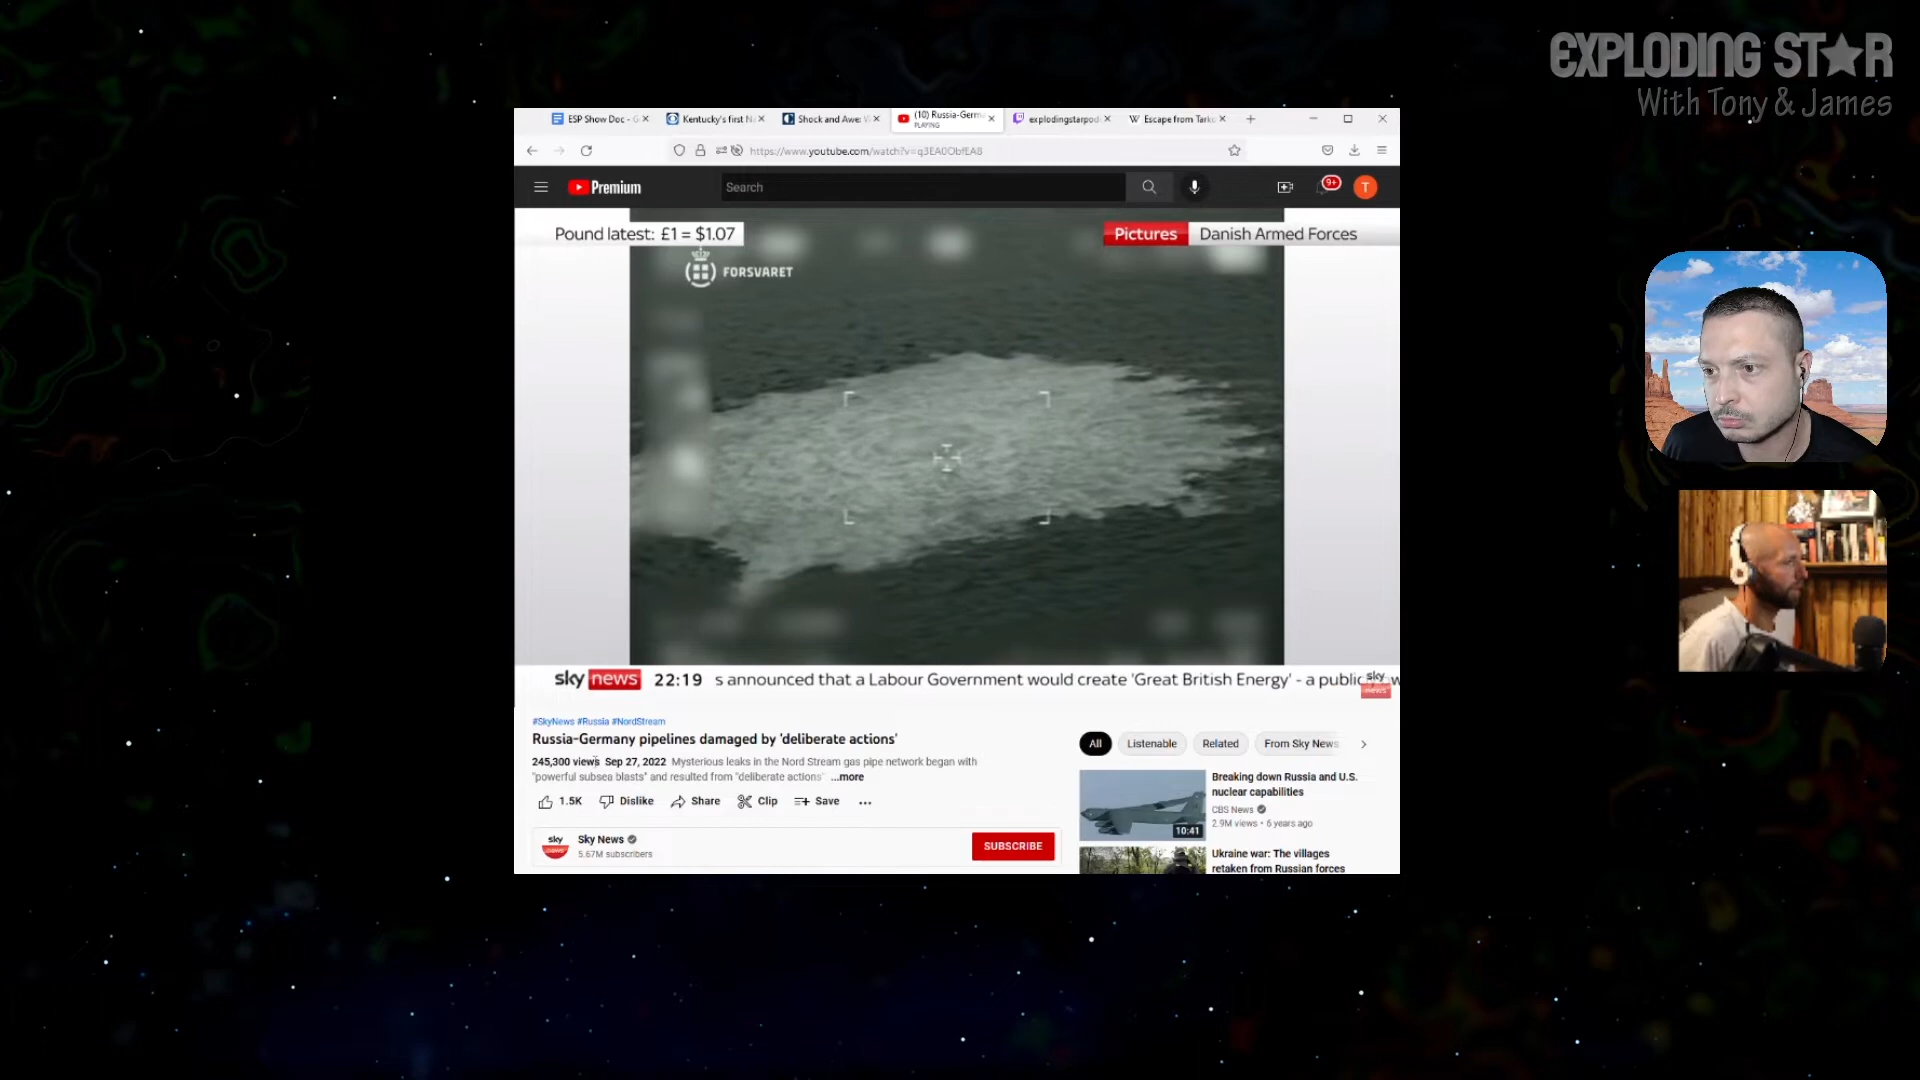 EXPLODING ST★R
With Tony & James
ESP Show Doc - G
Kentucky's first N
Shock and Awe: V
(10) Russia-Germ
PLAYING
explodingstarpod
Escape from Tark
https://www.youtube.com/watch?v=q3EA0ObfEA8
Premium
Search
9+
T
Pound latest: £1 = $1.07
Pictures
Danish Armed Forces
FORSVARET
sky news
22:19
s announced that a Labour Government would create 'Great British Energy' - a public
sky
news
#SkyNews #Russia #NordStream
Russia-Germany pipelines damaged by 'deliberate actions'
245,300 views Sep 27, 2022 Mysterious leaks in the Nord Stream gas pipe network began with
"powerful subsea blasts" and resulted from "deliberate actions" ...more
1.5K
Dislike
Share
Clip
Save
sky
news
Sky News
5.67M subscribers
SUBSCRIBE
All
Listenable
Related
From Sky News
10:41
Breaking down Russia and U.S.
nuclear capabilities
CBS News
2.9M views • 6 years ago
Ukraine war: The villages
retaken from Russian forces